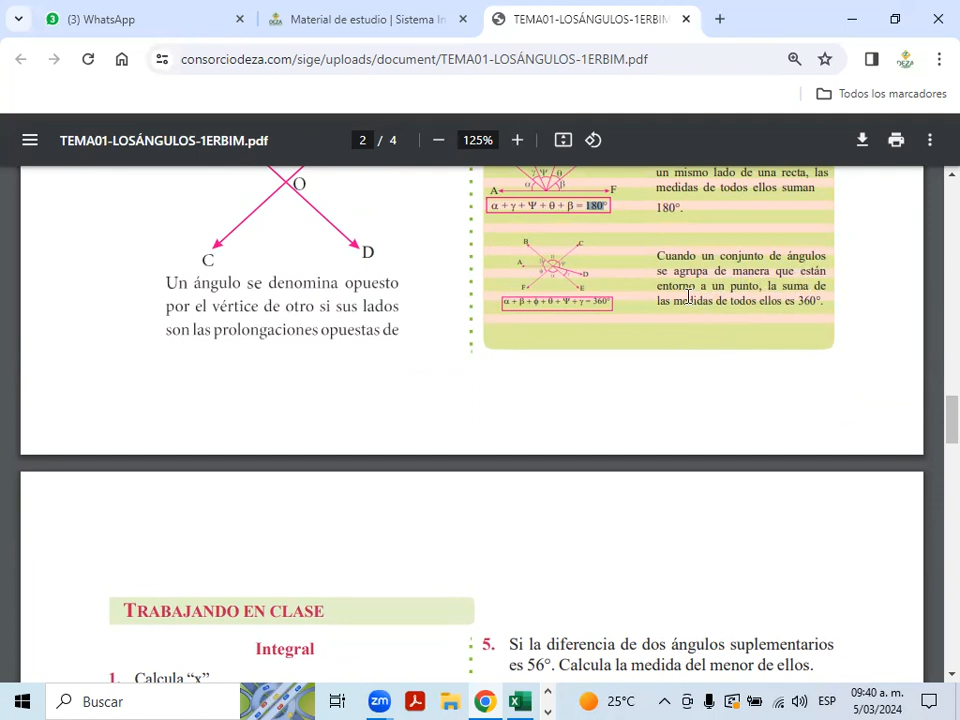 (3) WhatsApp
Material de estudio | Sistema In
TEMA01-LOSÁNGULOS-1ERBIM
consorciodeza.com/sige/uploads/document/TEMA01-LOSÁNGULOS-1ERBIM.pdf
DEZA
Todos los marcadores
TEMA01-LOSÁNGULOS-1ERBIM.pdf
2 / 4
125%
O
C
D
Un ángulo se denomina opuesto
por el vértice de otro si sus lados
son las prolongaciones opuestas de
γ Ψ θ
α β
A F
α + γ + Ψ + θ + β = 180°
un mismo lado de una recta, las
medidas de todos ellos suman
180°.
B C
A
D
F E
α + β + ϕ + θ + Ψ + γ = 360°
Cuando un conjunto de ángulos
se agrupa de manera que están
entorno a un punto, la suma de
las medidas de todos ellos es 360°.
TRABAJANDO EN CLASE
Integral
1. Calcula “x”
5. Si la diferencia de dos ángulos suplementarios
es 56°. Calcula la medida del menor de ellos.
Buscar
zm
25°C
ESP
09:40 a. m.
5/03/2024